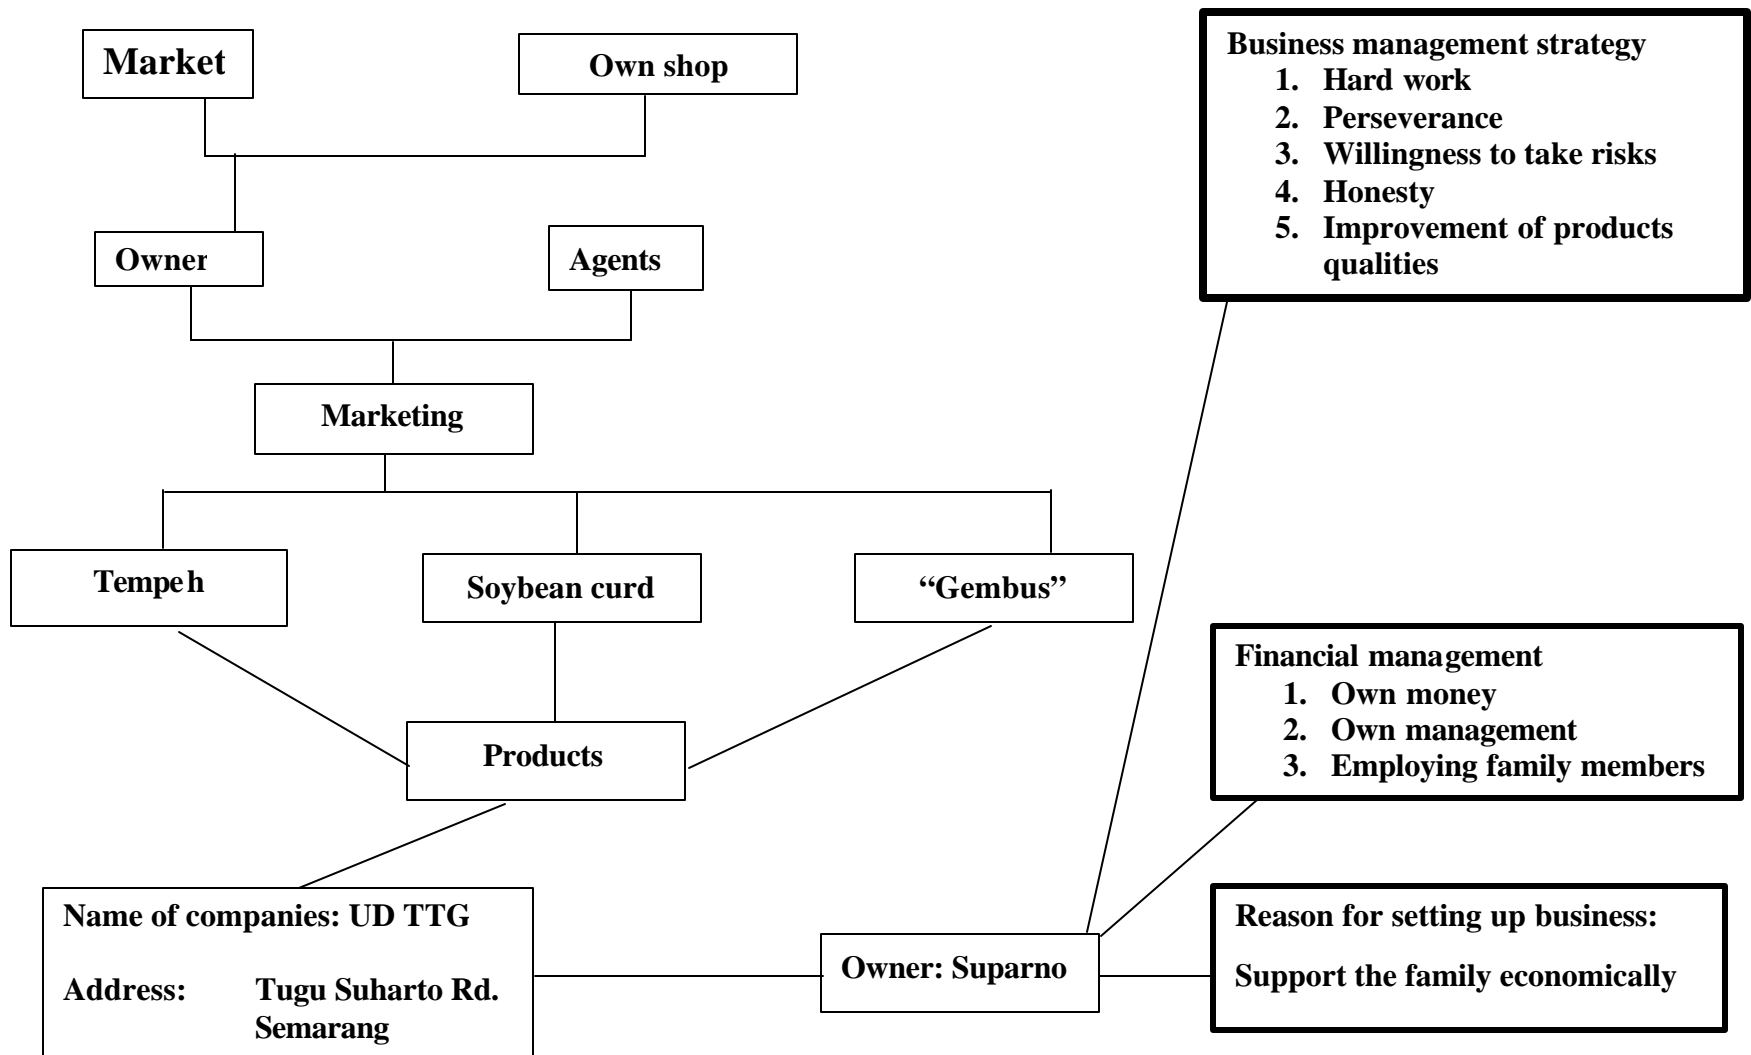 Market
Own shop
Business management strategy
1. Hard work
2. Perseverance
3. Willingness to take risks
4. Honesty
5. Improvement of products
qualities
Owner
Agents
Marketing
Tempeh
Soybean curd
“Gembus”
Financial management
1. Own money
2. Own management
3. Employing family members
Products
Name of companies: UD TTG
Address: Tugu Suharto Rd.
Semarang
Owner: Suparno
Reason for setting up business:
Support the family economically